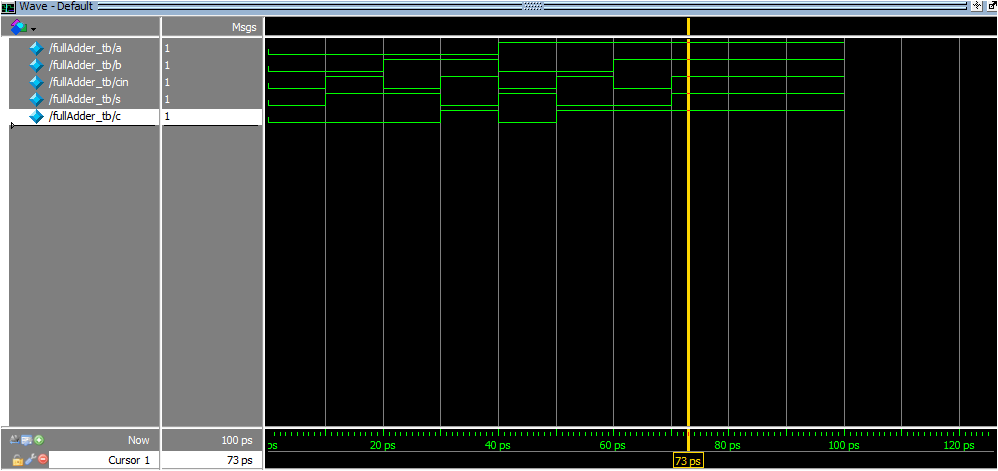 Wave - Default
Msgs
/fullAdder_tb/a 1
/fullAdder_tb/b 1
/fullAdder_tb/cin 1
/fullAdder_tb/s 1
/fullAdder_tb/c 1
Now 100 ps
ps 20 ps 40 ps 60 ps 80 ps 100 ps 120 ps
Cursor 1 73 ps
73 ps